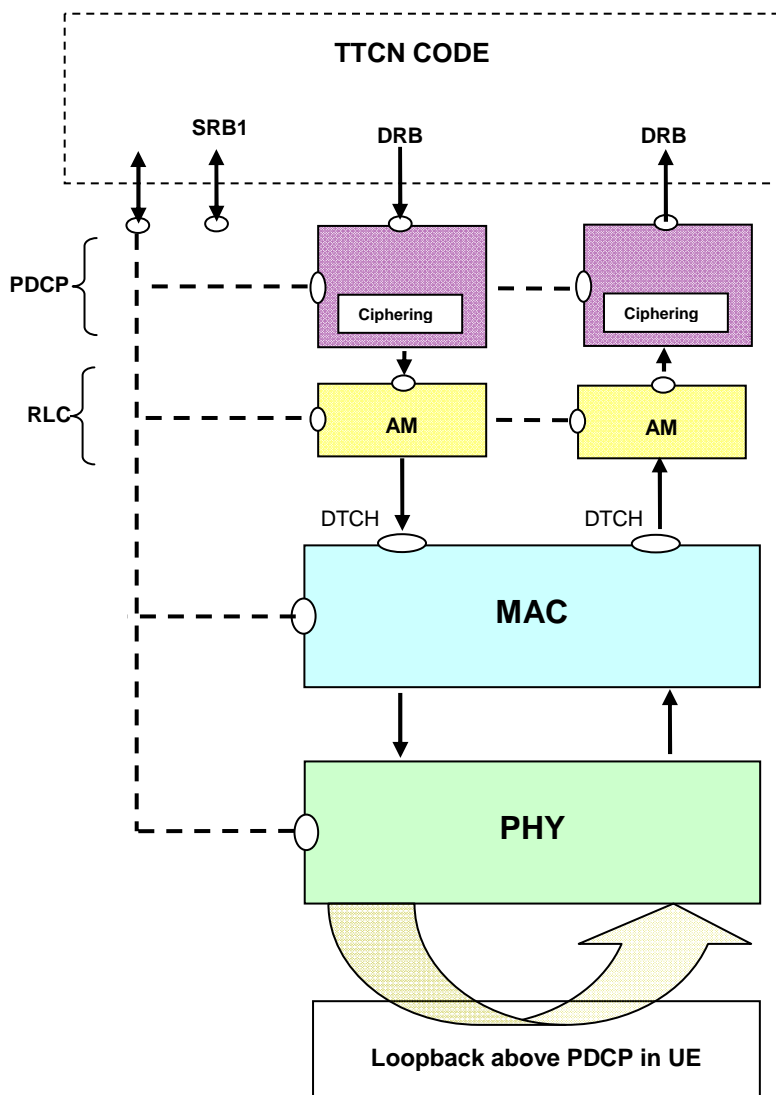 TTCN CODE
SRB1
DRB
DRB
PDCP
Ciphering
Ciphering
RLC
AM
AM
DTCH
DTCH
MAC
PHY
Loopback above PDCP in UE